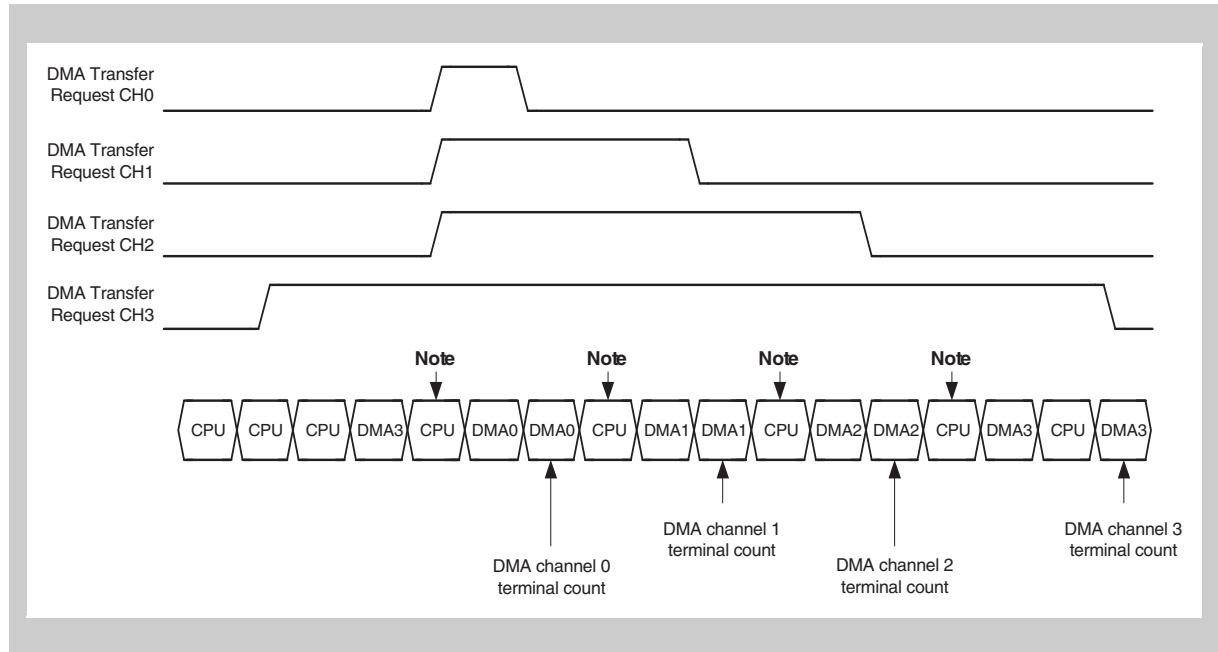 DMA Transfer
Request CH0
DMA Transfer
Request CH1
DMA Transfer
Request CH2
DMA Transfer
Request CH3
Note Note Note Note
CPU CPU CPU DMA3 CPU DMA0 DMA0 CPU DMA1 DMA1 CPU DMA2 DMA2 CPU DMA3 CPU DMA3
DMA channel 0
terminal count
DMA channel 1
terminal count
DMA channel 2
terminal count
DMA channel 3
terminal count